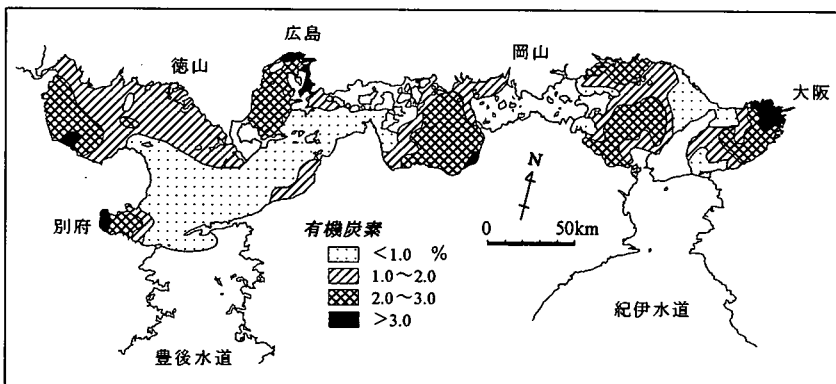 広島
徳山
岡山
大阪
別府
N
0 50km
有機炭素
<1.0 %
1.0〜2.0
2.0〜3.0
>3.0
豊後水道
紀伊水道